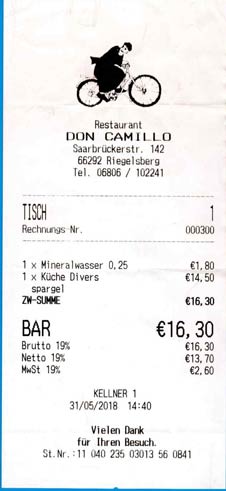 Restaurant
DON CAMILLO
Saarbrückerstr. 142
66292 Riegelsberg
Tel. 06806 / 102241
TISCH 1
Rechnungs-Nr. 000300
1 x Mineralwasser 0,25 €1,80
1 x Küche Divers €14,50
spargel
ZW-SUMME €16,30
BAR €16,30
Brutto 19% €16,30
Netto 19% €13,70
MwSt 19% €2,60
KELLNER 1
31/05/2018 14:40
Vielen Dank
für Ihren Besuch.
St.Nr.:11 040 235 03013 56 0841